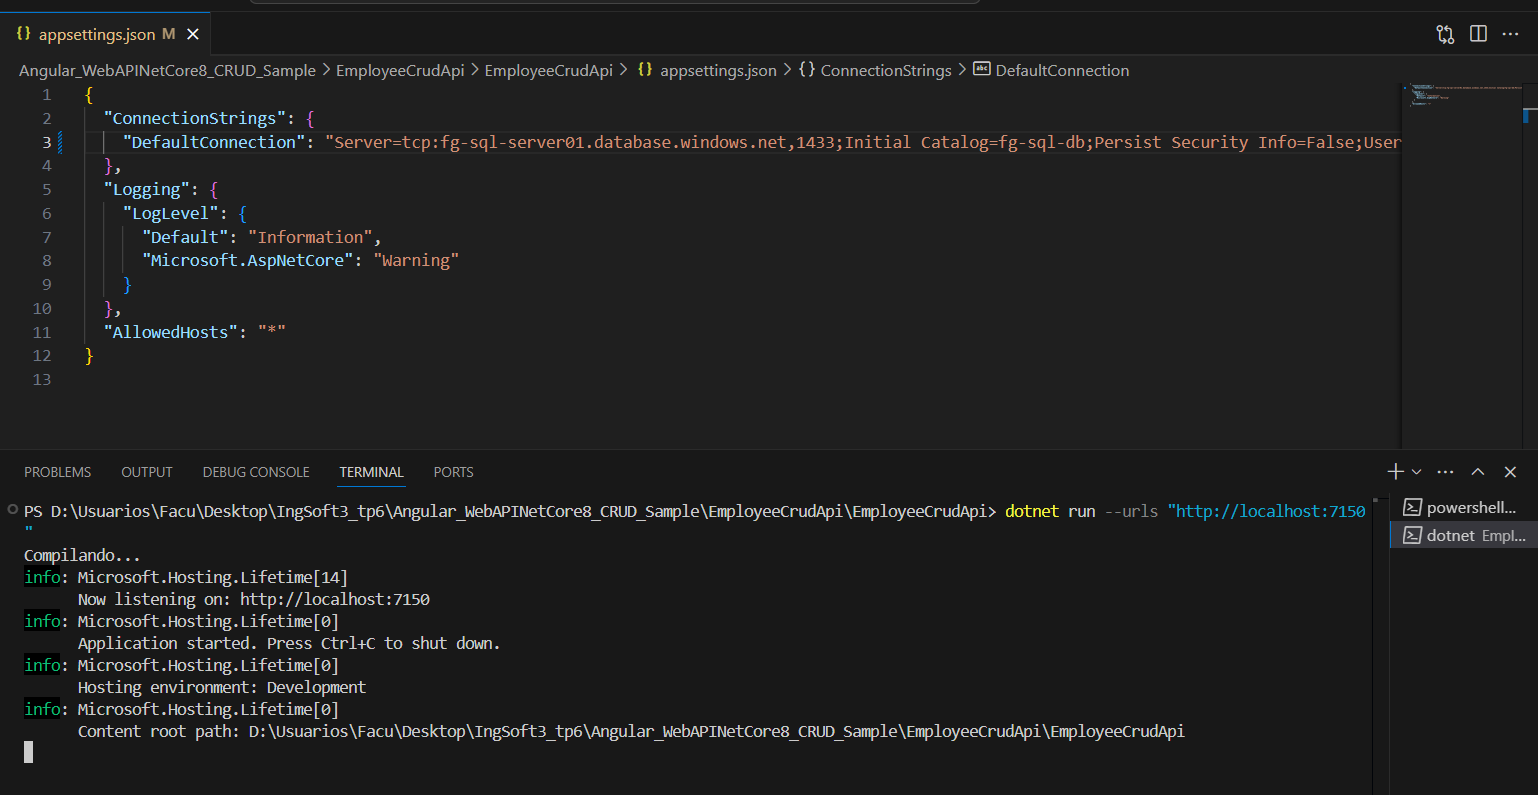 {} appsettings.json M
Angular_WebAPINetCore8_CRUD_Sample > EmployeeCrudApi > EmployeeCrudApi > {} appsettings.json > {} ConnectionStrings > abc DefaultConnection
1 {
2 "ConnectionStrings": {
3 "DefaultConnection": "Server=tcp:fg-sql-server01.database.windows.net,1433;Initial Catalog=fg-sql-db;Persist Security Info=False;User
4 },
5 "Logging": {
6 "LogLevel": {
7 "Default": "Information",
8 "Microsoft.AspNetCore": "Warning"
9 }
10 },
11 "AllowedHosts": "*"
12 }
13
PROBLEMS OUTPUT DEBUG CONSOLE TERMINAL PORTS
PS D:\Usuarios\Facu\Desktop\IngSoft3_tp6\Angular_WebAPINetCore8_CRUD_Sample\EmployeeCrudApi\EmployeeCrudApi> dotnet run --urls "http://localhost:7150
"
Compilando...
info: Microsoft.Hosting.Lifetime[14]
Now listening on: http://localhost:7150
info: Microsoft.Hosting.Lifetime[0]
Application started. Press Ctrl+C to shut down.
info: Microsoft.Hosting.Lifetime[0]
Hosting environment: Development
info: Microsoft.Hosting.Lifetime[0]
Content root path: D:\Usuarios\Facu\Desktop\IngSoft3_tp6\Angular_WebAPINetCore8_CRUD_Sample\EmployeeCrudApi\EmployeeCrudApi
powershell...
dotnet Empl...